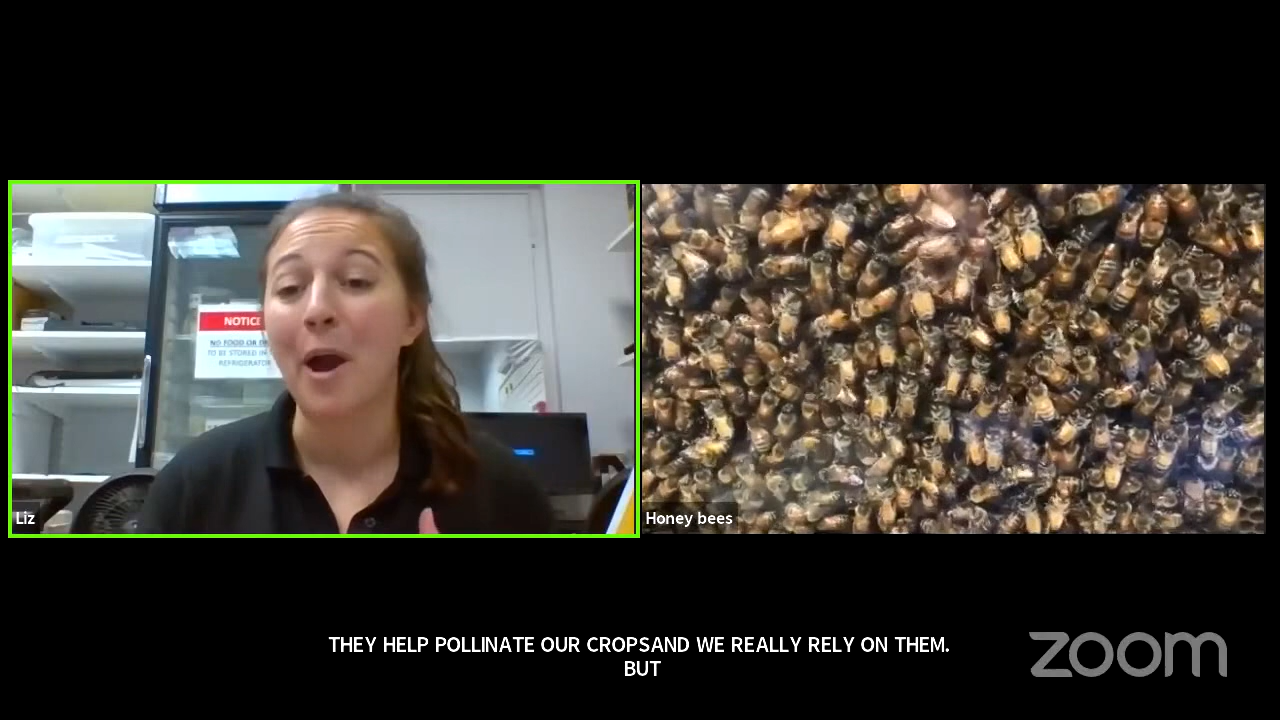 NOTICE
NO FOOD OR
TO BE STORED IN
REFRIGERATOR
Liz
Honey bees
THEY HELP POLLINATE OUR CROPSAND WE REALLY RELY ON THEM.
BUT
zoom